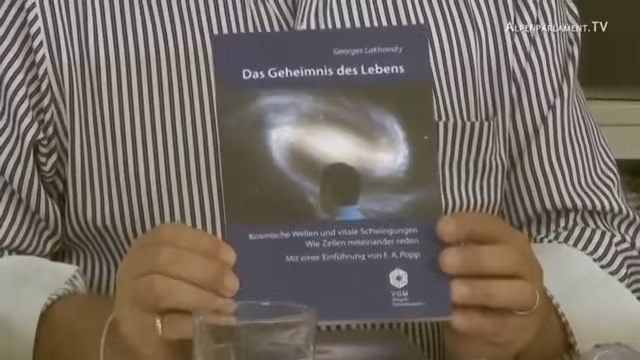 ALPENPARLAMENT.TV
Georges Lakhovsky
Das Geheimnis des Lebens
Kosmische Wellen und vitale Schwingungen
Wie Zellen miteinander reden
Mit einer Einführung von F. A. Popp
VGM